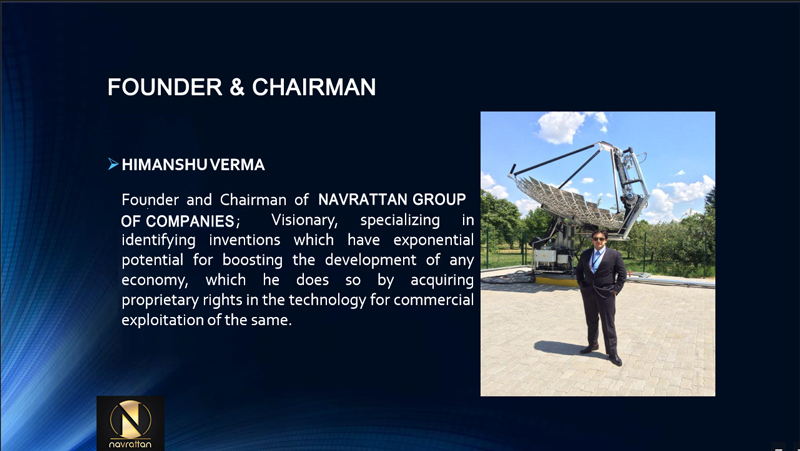 FOUNDER & CHAIRMAN
HIMANSHU VERMA
Founder and Chairman of NAVRATTAN GROUP
OF COMPANIES; Visionary, specializing in
identifying inventions which have exponential
potential for boosting the development of any
economy, which he does so by acquiring
proprietary rights in the technology for commercial
exploitation of the same.
N
navrattan